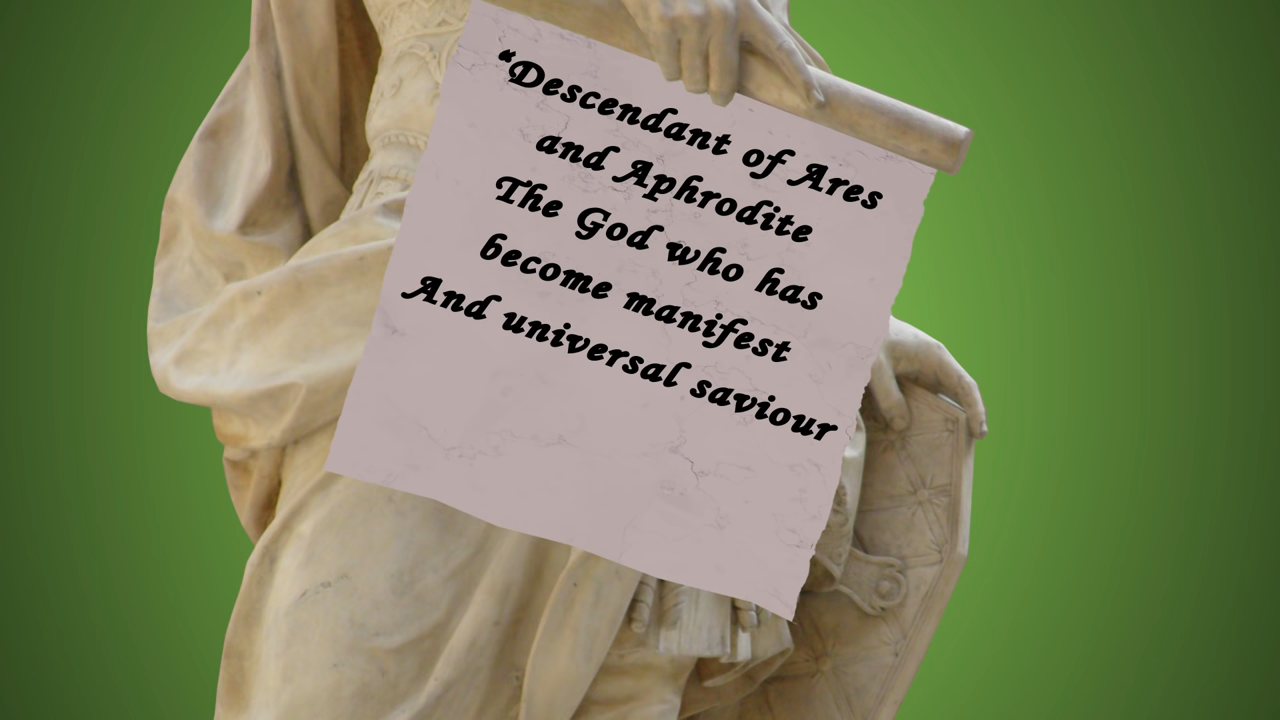 “Descendant of Ares
and Aphrodite
The God who has
become manifest
And universal saviour